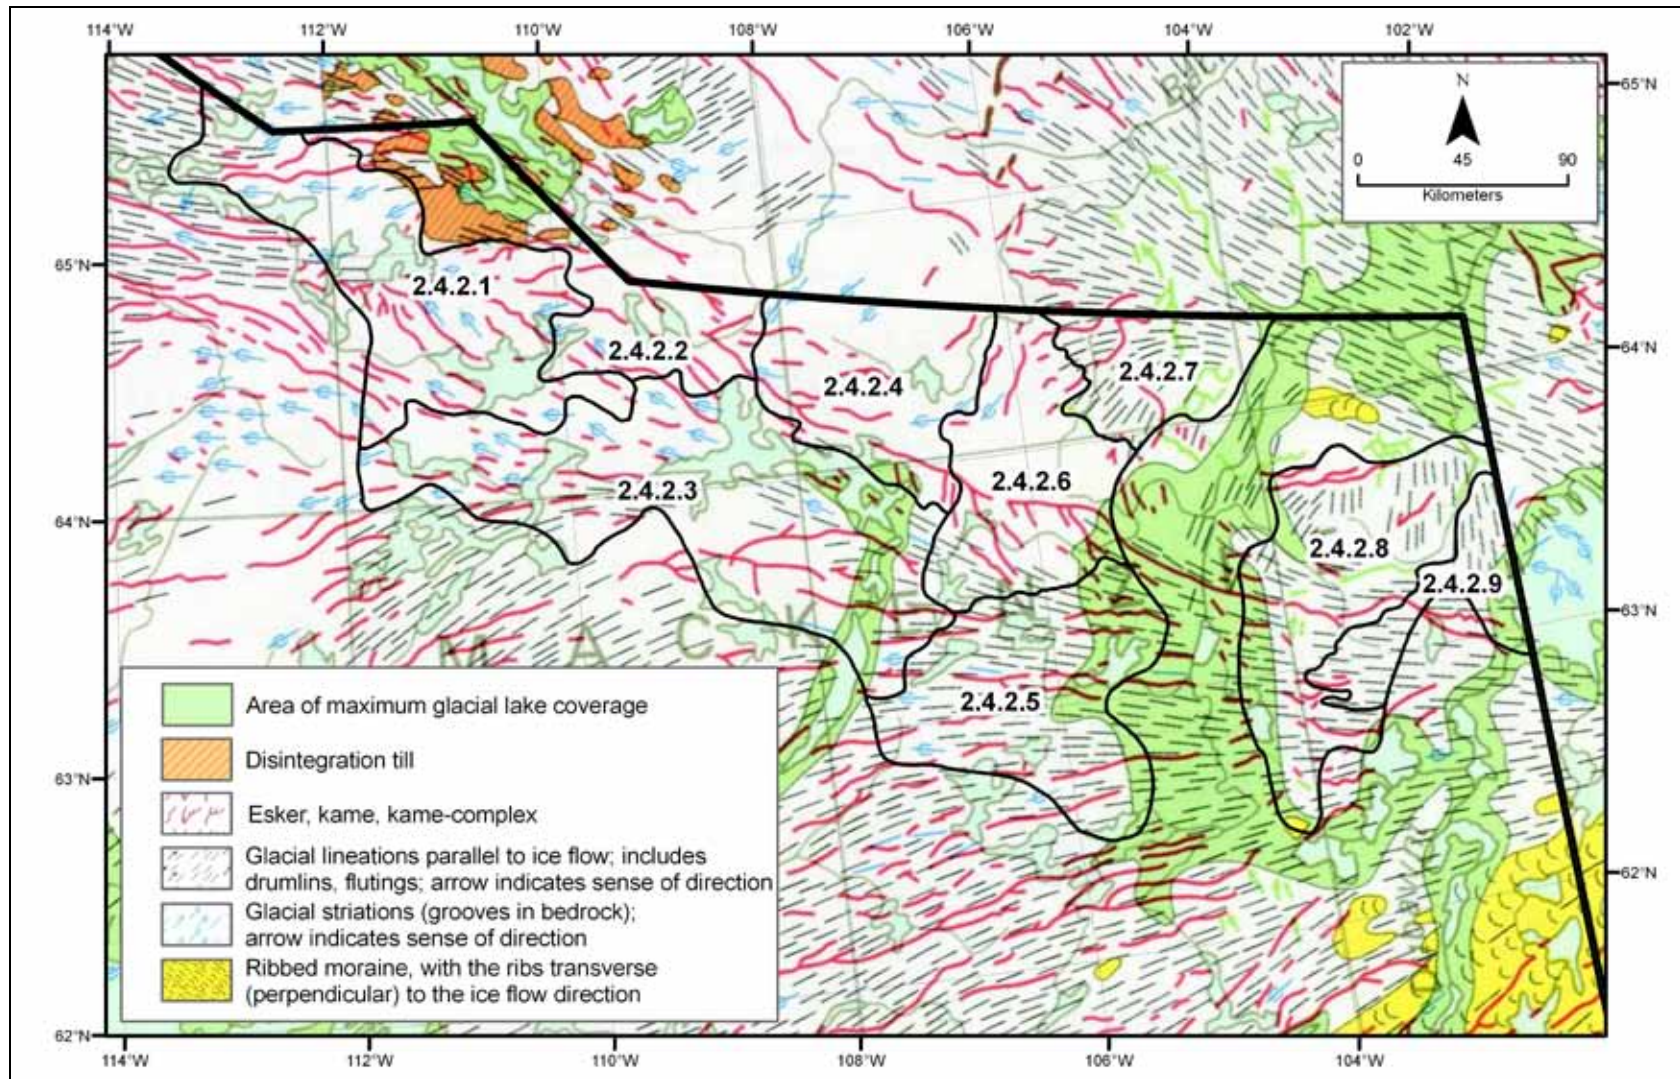 114°W 112°W 110°W 108°W 106°W 104°W 102°W
65°N
N
0 45 90
Kilometers
65°N
2.4.2.1
64°N
2.4.2.2
2.4.2.7
2.4.2.4
2.4.2.6
2.4.2.3
64°N
2.4.2.8
2.4.2.9
63°N
M A C K E N
2.4.2.5
Area of maximum glacial lake coverage
Disintegration till
63°N
Esker, kame, kame-complex
Glacial lineations parallel to ice flow; includes
drumlins, flutings; arrow indicates sense of direction
62°N
Glacial striations (grooves in bedrock);
arrow indicates sense of direction
Ribbed moraine, with the ribs transverse
(perpendicular) to the ice flow direction
62°N
114°W 112°W 110°W 108°W 106°W 104°W